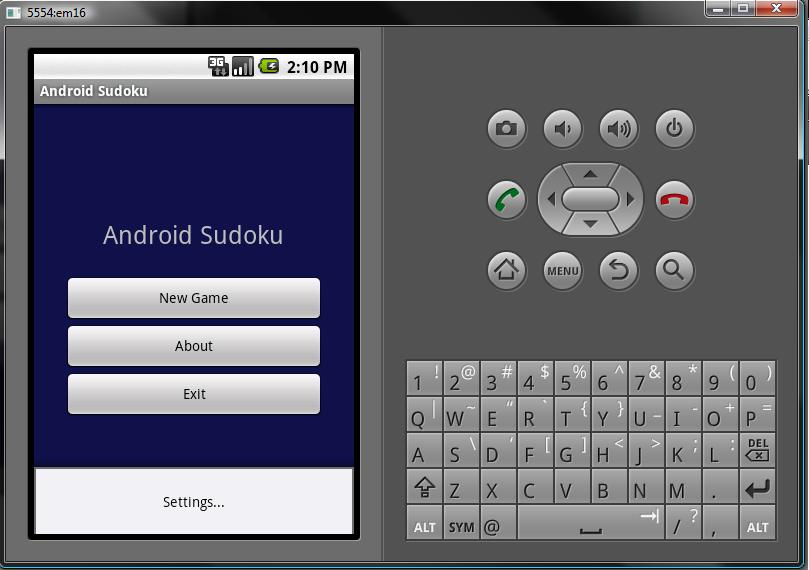 5554:em16
3G 2:10 PM
Android Sudoku
Android Sudoku
New Game
About
Exit
Settings...
MENU
1 ! 2 @ 3 # 4 $ 5 % 6 ^ 7 & 8 * 9 ( 0 )
Q | W ~ E “ R ` T { Y } U _ I - O + P =
A S \ D ‘ F [ G ] H < J > K ; L : DEL
Z X C V B N M .
ALT SYM @ / ? , ALT